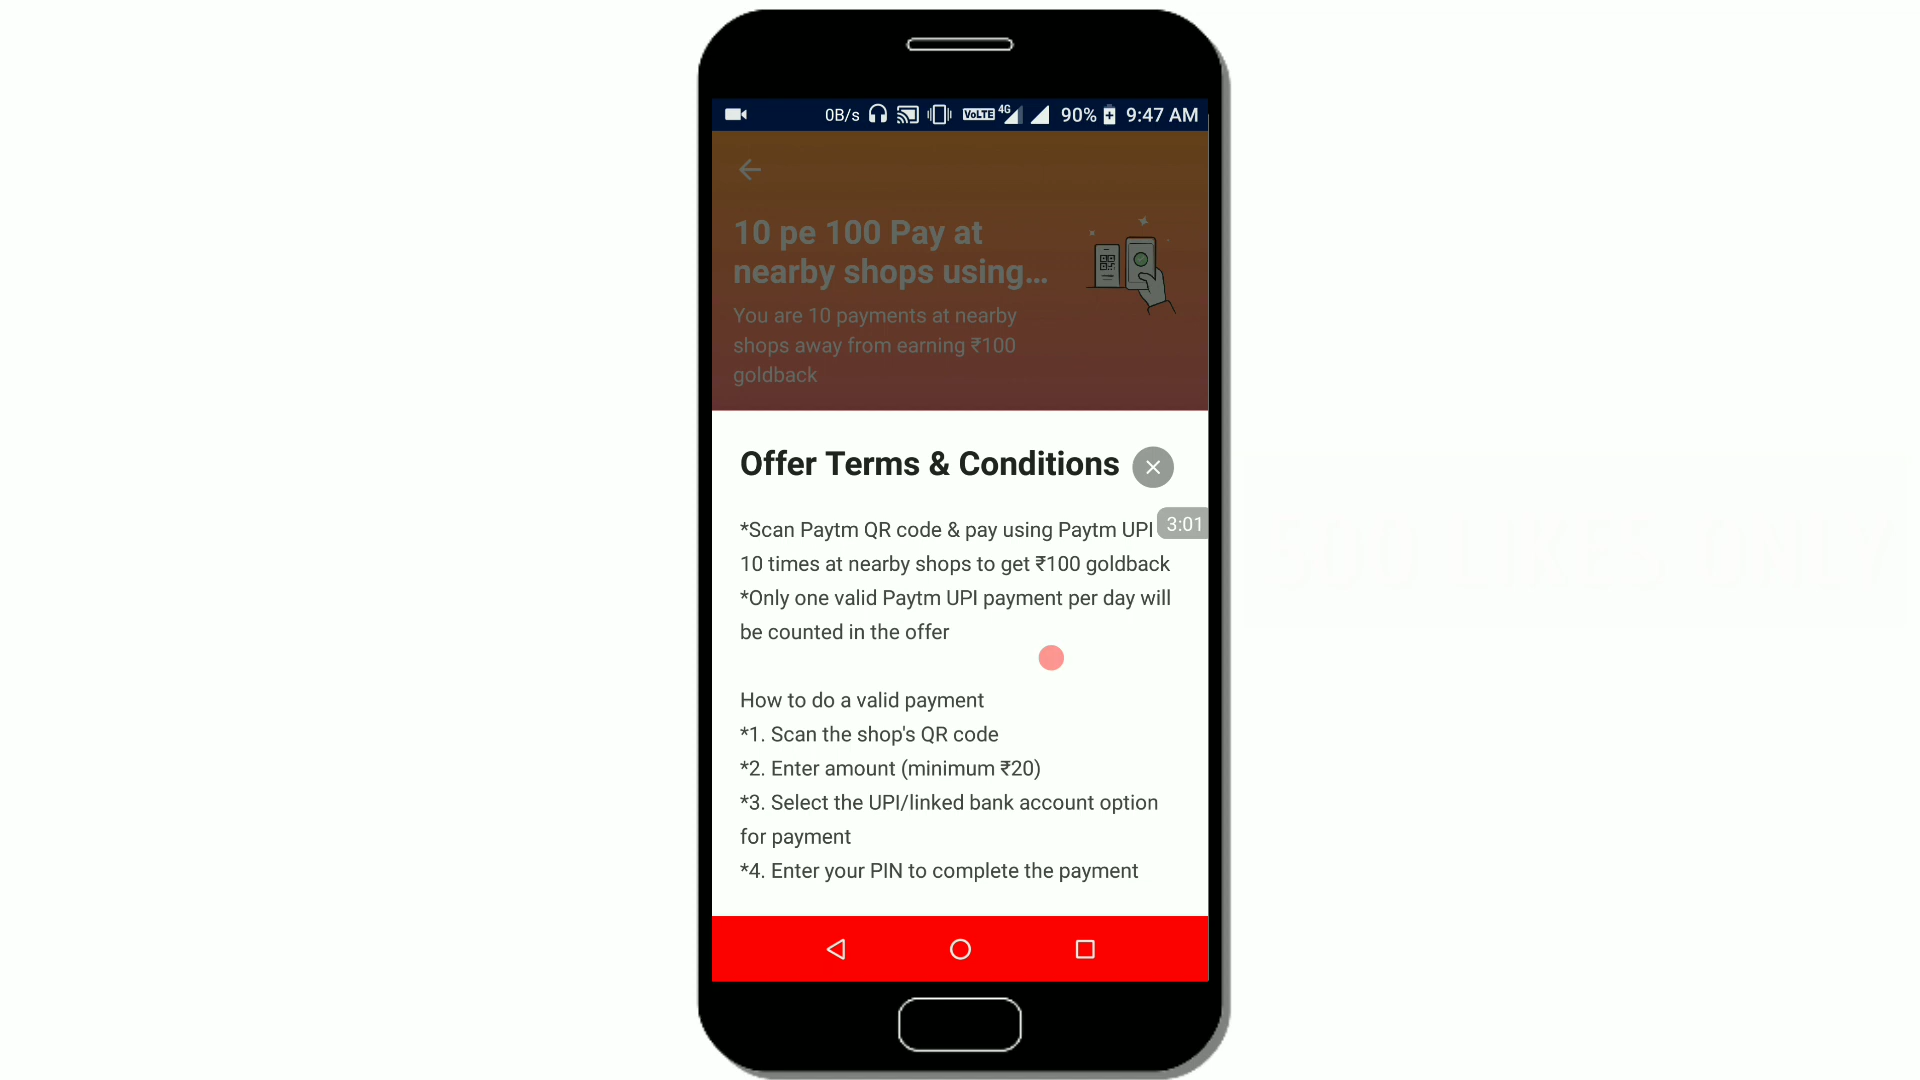 0B/s VoLTE 4G 90% 9:47 AM
10 pe 100 Pay at
nearby shops using...
You are 10 payments at nearby
shops away from earning ₹100
goldback
Offer Terms & Conditions
*Scan Paytm QR code & pay using Paytm UPI
3:01
10 times at nearby shops to get ₹100 goldback
*Only one valid Paytm UPI payment per day will
be counted in the offer
How to do a valid payment
*1. Scan the shop's QR code
*2. Enter amount (minimum ₹20)
*3. Select the UPI/linked bank account option
for payment
*4. Enter your PIN to complete the payment